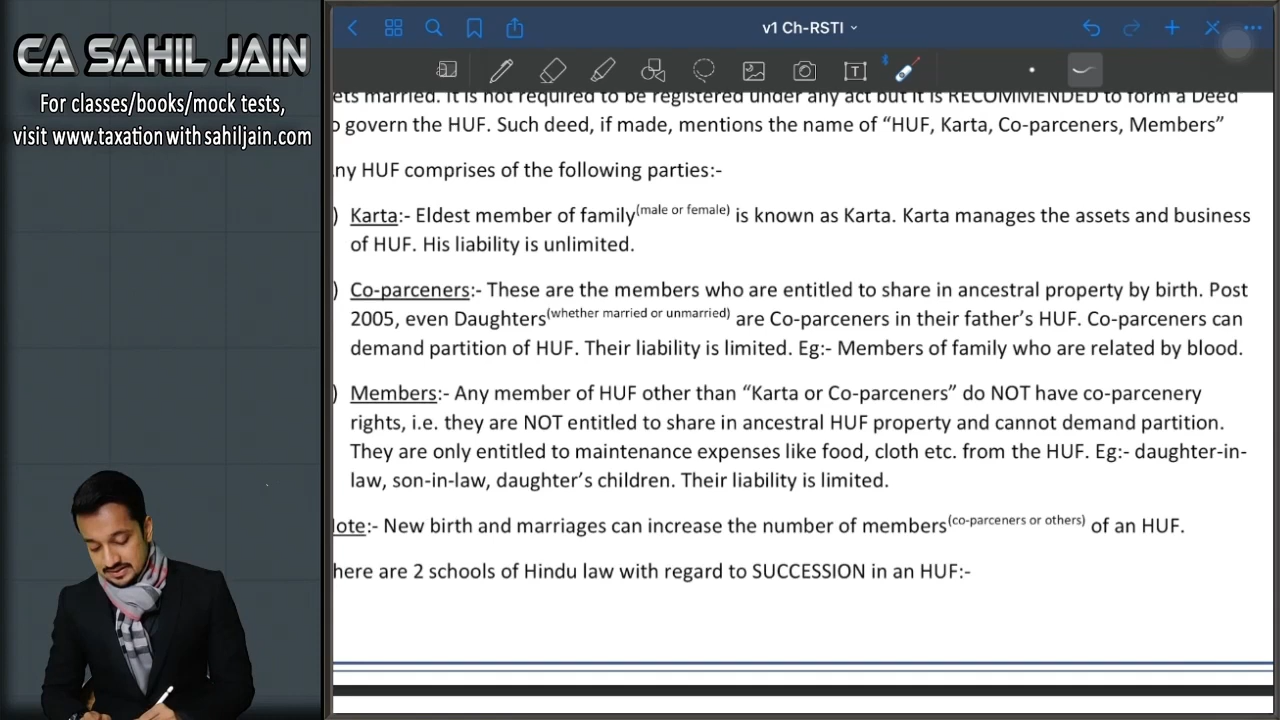 CA SAHIL JAIN
For classes/books/mock tests,
visit www.taxationwithsahiljain.com
v1 Ch-RSTI
T
ets married. It is not required to be registered under any act but it is RECOMMENDED to form a Deed
o govern the HUF. Such deed, if made, mentions the name of “HUF, Karta, Co-parceners, Members”
ny HUF comprises of the following parties:-
) Karta:- Eldest member of family(male or female) is known as Karta. Karta manages the assets and business
of HUF. His liability is unlimited.
) Co-parceners:- These are the members who are entitled to share in ancestral property by birth. Post
2005, even Daughters(whether married or unmarried) are Co-parceners in their father’s HUF. Co-parceners can
demand partition of HUF. Their liability is limited. Eg:- Members of family who are related by blood.
) Members:- Any member of HUF other than “Karta or Co-parceners” do NOT have co-parcenery
rights, i.e. they are NOT entitled to share in ancestral HUF property and cannot demand partition.
They are only entitled to maintenance expenses like food, cloth etc. from the HUF. Eg:- daughter-in-
law, son-in-law, daughter’s children. Their liability is limited.
ote:- New birth and marriages can increase the number of members(co-parceners or others) of an HUF.
here are 2 schools of Hindu law with regard to SUCCESSION in an HUF:-